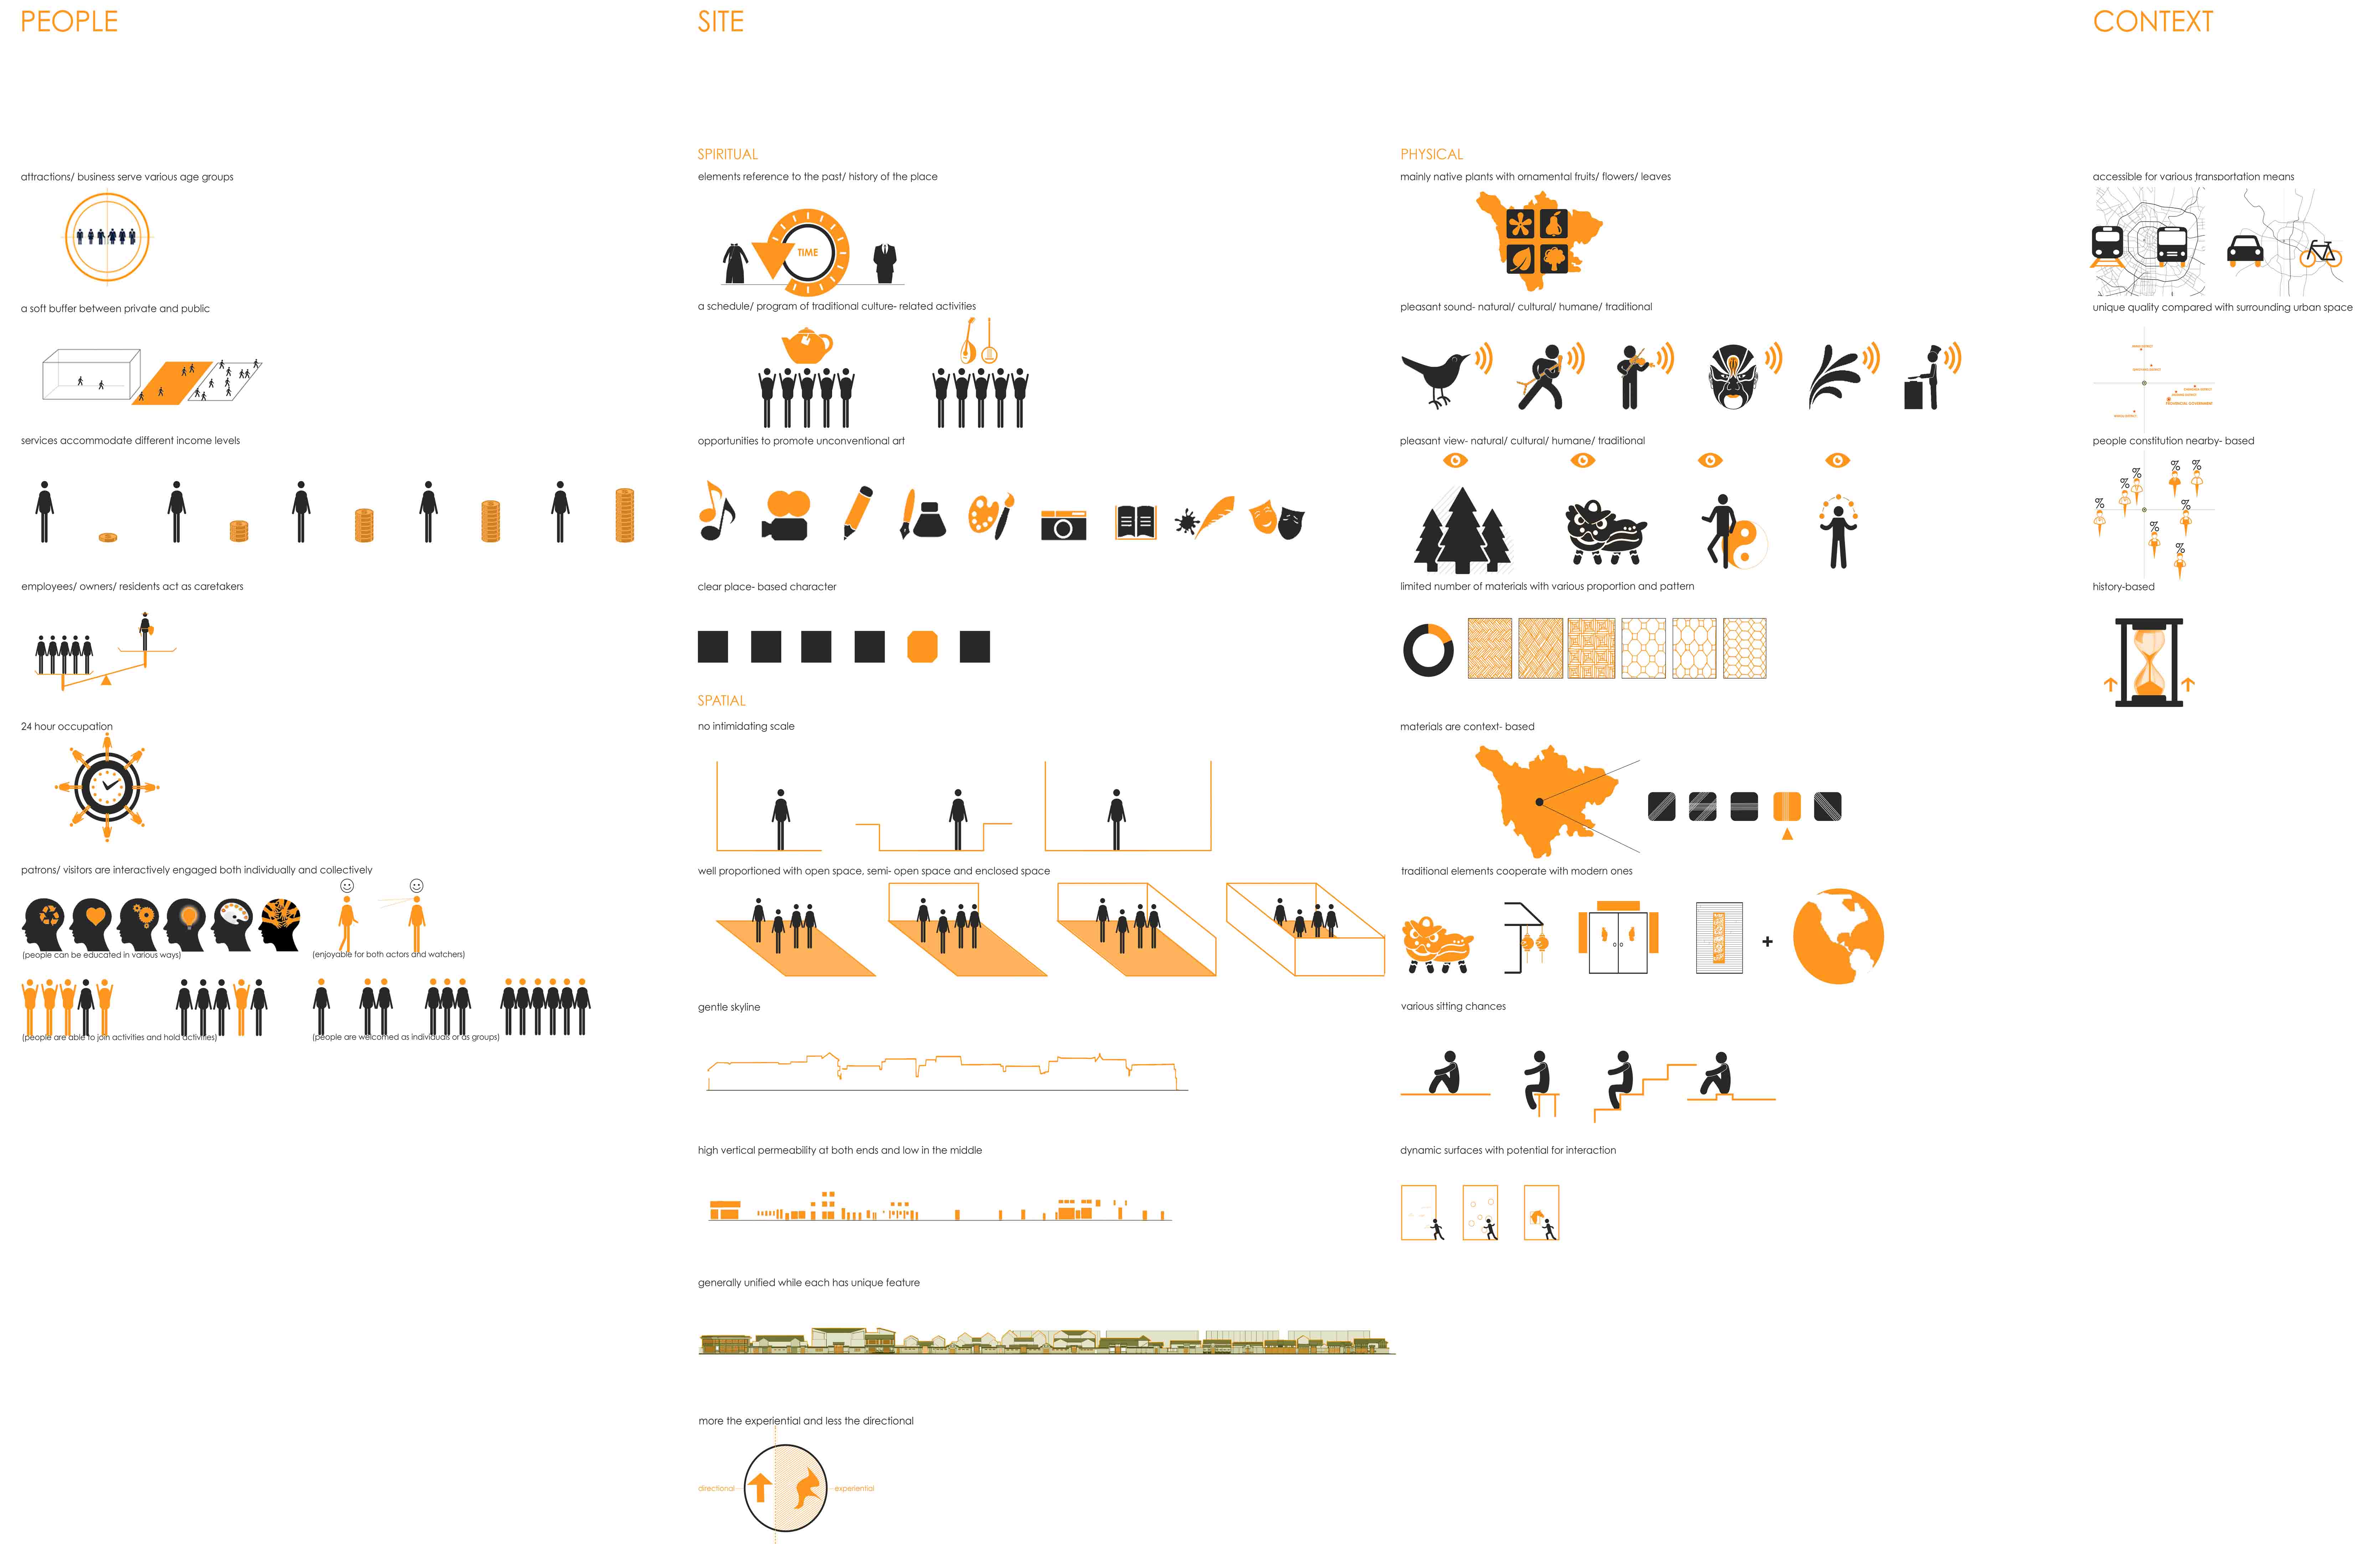 PEOPLE
attractions/ business serve various age groups
a soft buffer between private and public
services accommodate different income levels
employees/ owners/ residents act as caretakers
24 hour occupation
patrons/ visitors are interactively engaged both individually and collectively
(people can be educated in various ways)
(enjoyable for both actors and watchers)
(people are able to join activities and hold activities)
(people are welcomed as individuals or as groups)
SITE
SPIRITUAL
elements reference to the past/ history of the place
TIME
a schedule/ program of traditional culture- related activities
opportunities to promote unconventional art
clear place- based character
SPATIAL
no intimidating scale
well proportioned with open space, semi- open space and enclosed space
gentle skyline
high vertical permeability at both ends and low in the middle
generally unified while each has unique feature
more the experiential and less the directional
directional
experiential
PHYSICAL
mainly native plants with ornamental fruits/ flowers/ leaves
pleasant sound- natural/ cultural/ humane/ traditional
pleasant view- natural/ cultural/ humane/ traditional
limited number of materials with various proportion and pattern
materials are context- based
traditional elements cooperate with modern ones
+
various sitting chances
dynamic surfaces with potential for interaction
CONTEXT
accessible for various transportation means
unique quality compared with surrounding urban space
PROVINCIAL GOVERNMENT
people constitution nearby- based
%
%
%
%
%
%
%
%
history-based